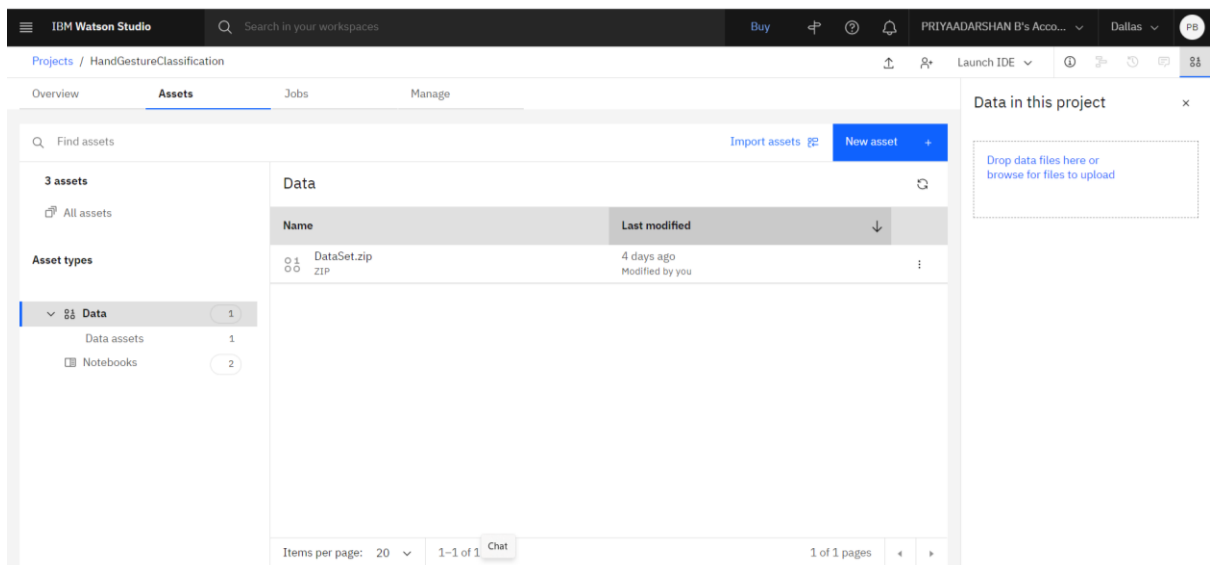 IBM Watson Studio
Search in your workspaces
Buy
PRIYAADARSHAN B's Acco...
Dallas
PB
Projects / HandGestureClassification
Launch IDE
Overview
Assets
Jobs
Manage
Data in this project
Find assets
Import assets
New asset +
Drop data files here or
browse for files to upload
3 assets
All assets
Data
Name
Last modified
Asset types
DataSet.zip
ZIP
4 days ago
Modified by you
Data 1
Data assets 1
Notebooks 2
Items per page: 20
1–1 of 1
Chat
1 of 1 pages